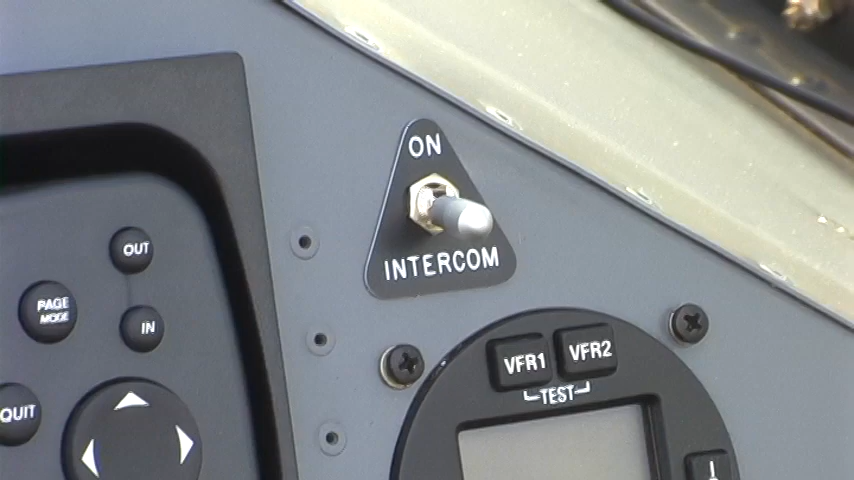 ON
INTERCOM
OUT
PAGE
MODE
IN
QUIT
VFR1
VFR2
TEST